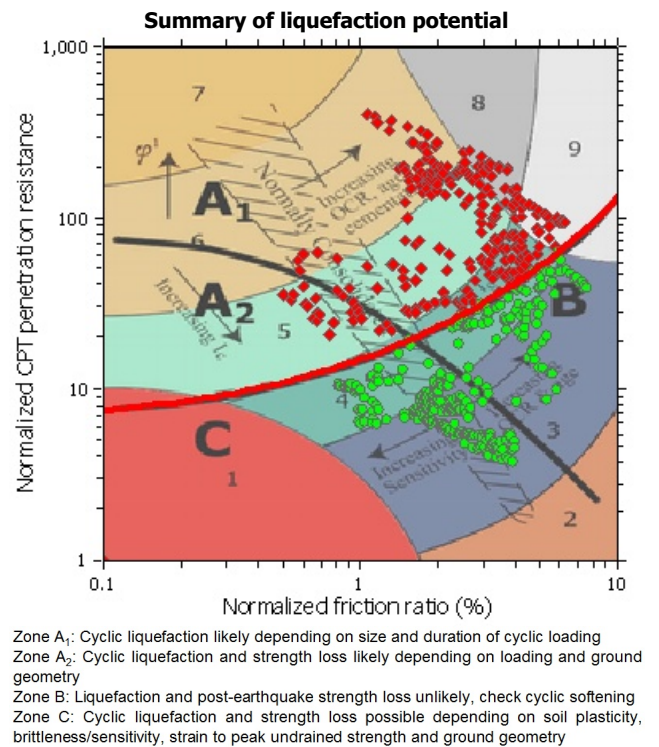 Summary of liquefaction potential
1,000
7
8
9
φ'
Increasing
OCR, age
cementation
Normally Consolidated
A1
100
6
A2
Increasing Ic
B
5
10
4
Increasing
OCR, age
C
1
Increasing
Sensitivity
3
2
1
0.1
1
10
Normalized CPT penetration resistance
Normalized friction ratio (%)
Zone A1: Cyclic liquefaction likely depending on size and duration of cyclic loading
Zone A2: Cyclic liquefaction and strength loss likely depending on loading and ground
geometry
Zone B: Liquefaction and post-earthquake strength loss unlikely, check cyclic softening
Zone C: Cyclic liquefaction and strength loss possible depending on soil plasticity,
brittleness/sensitivity, strain to peak undrained strength and ground geometry